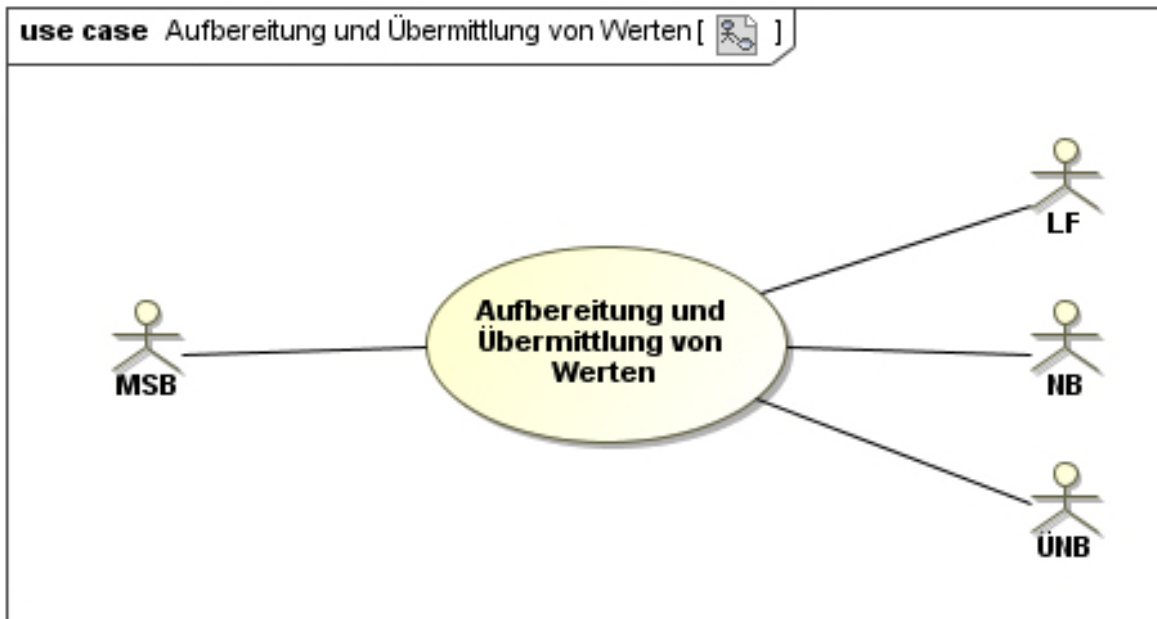 use case Aufbereitung und Übermittlung von Werten [ ]
LF
Aufbereitung und
Übermittlung von
Werten
MSB
NB
ÜNB